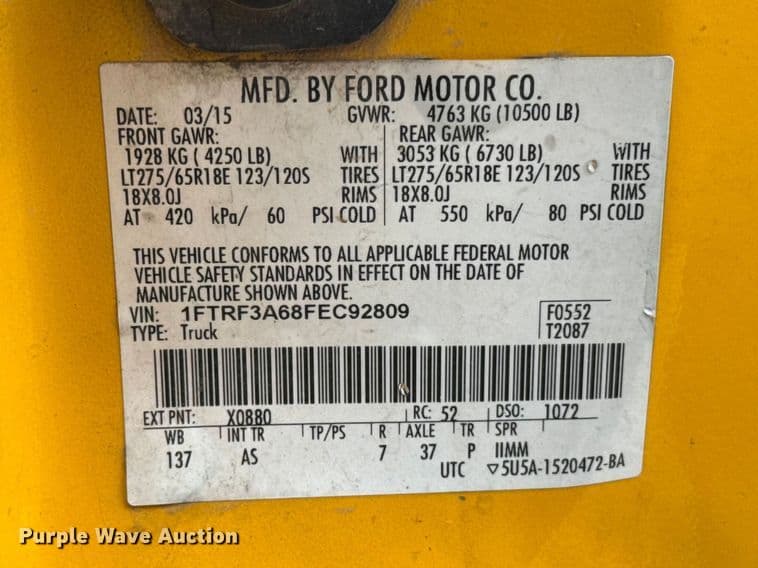 MFD. BY FORD MOTOR CO.
DATE: 03/15 GVWR: 4763 KG (10500 LB)
FRONT GAWR: REAR GAWR:
1928 KG ( 4250 LB) WITH 3053 KG ( 6730 LB) WITH
LT275/65R18E 123/120S TIRES LT275/65R18E 123/120S TIRES
18X8.0J RIMS 18X8.0J RIMS
AT 420 kPa/ 60 PSI COLD AT 550 kPa/ 80 PSI COLD
THIS VEHICLE CONFORMS TO ALL APPLICABLE FEDERAL MOTOR
VEHICLE SAFETY STANDARDS IN EFFECT ON THE DATE OF
MANUFACTURE SHOWN ABOVE.
VIN: 1FTRF3A68FEC92809 F0552
TYPE: Truck T2087
EXT PNT: X0880 RC: 52 DSO: 1072
WB INT TR TP/PS R AXLE TR SPR
137 AS 7 37 P IIMM
UTC ▽5U5A-1520472-BA
Purple Wave Auction